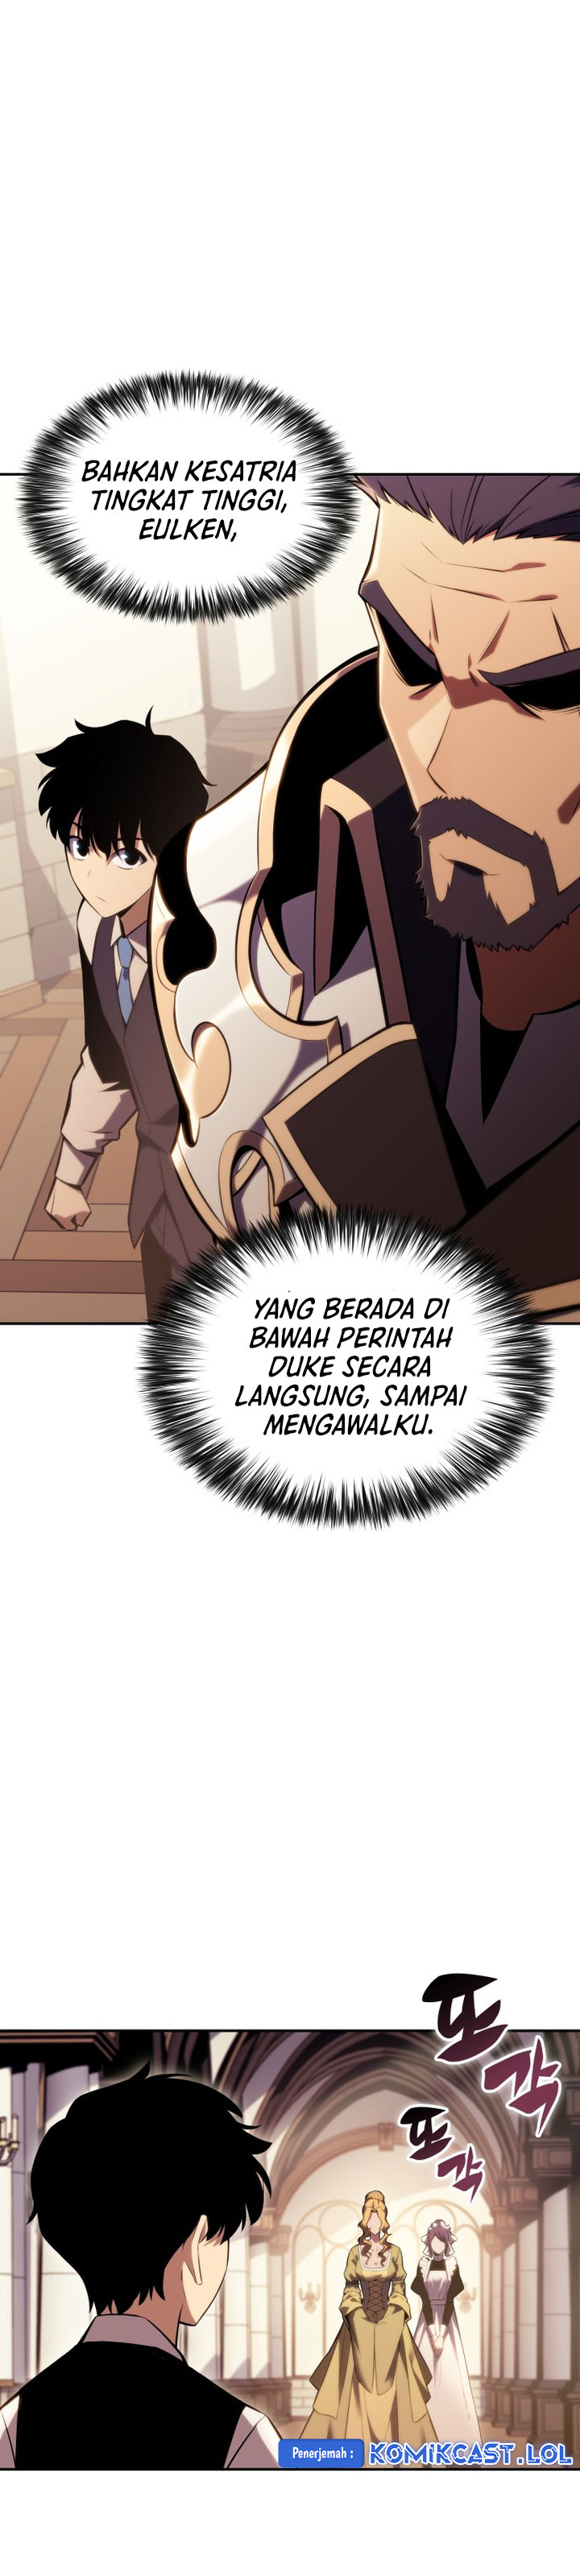 BAHKAN KESATRIA
TINGKAT TINGGI,
EULKEN,
YANG BERADA DI
BAWAH PERINTAH
DUKE SECARA
LANGSUNG, SAMPAI
MENGAWALKU.
또각
또각
Penerjemah : KOMIKCAST.LOL